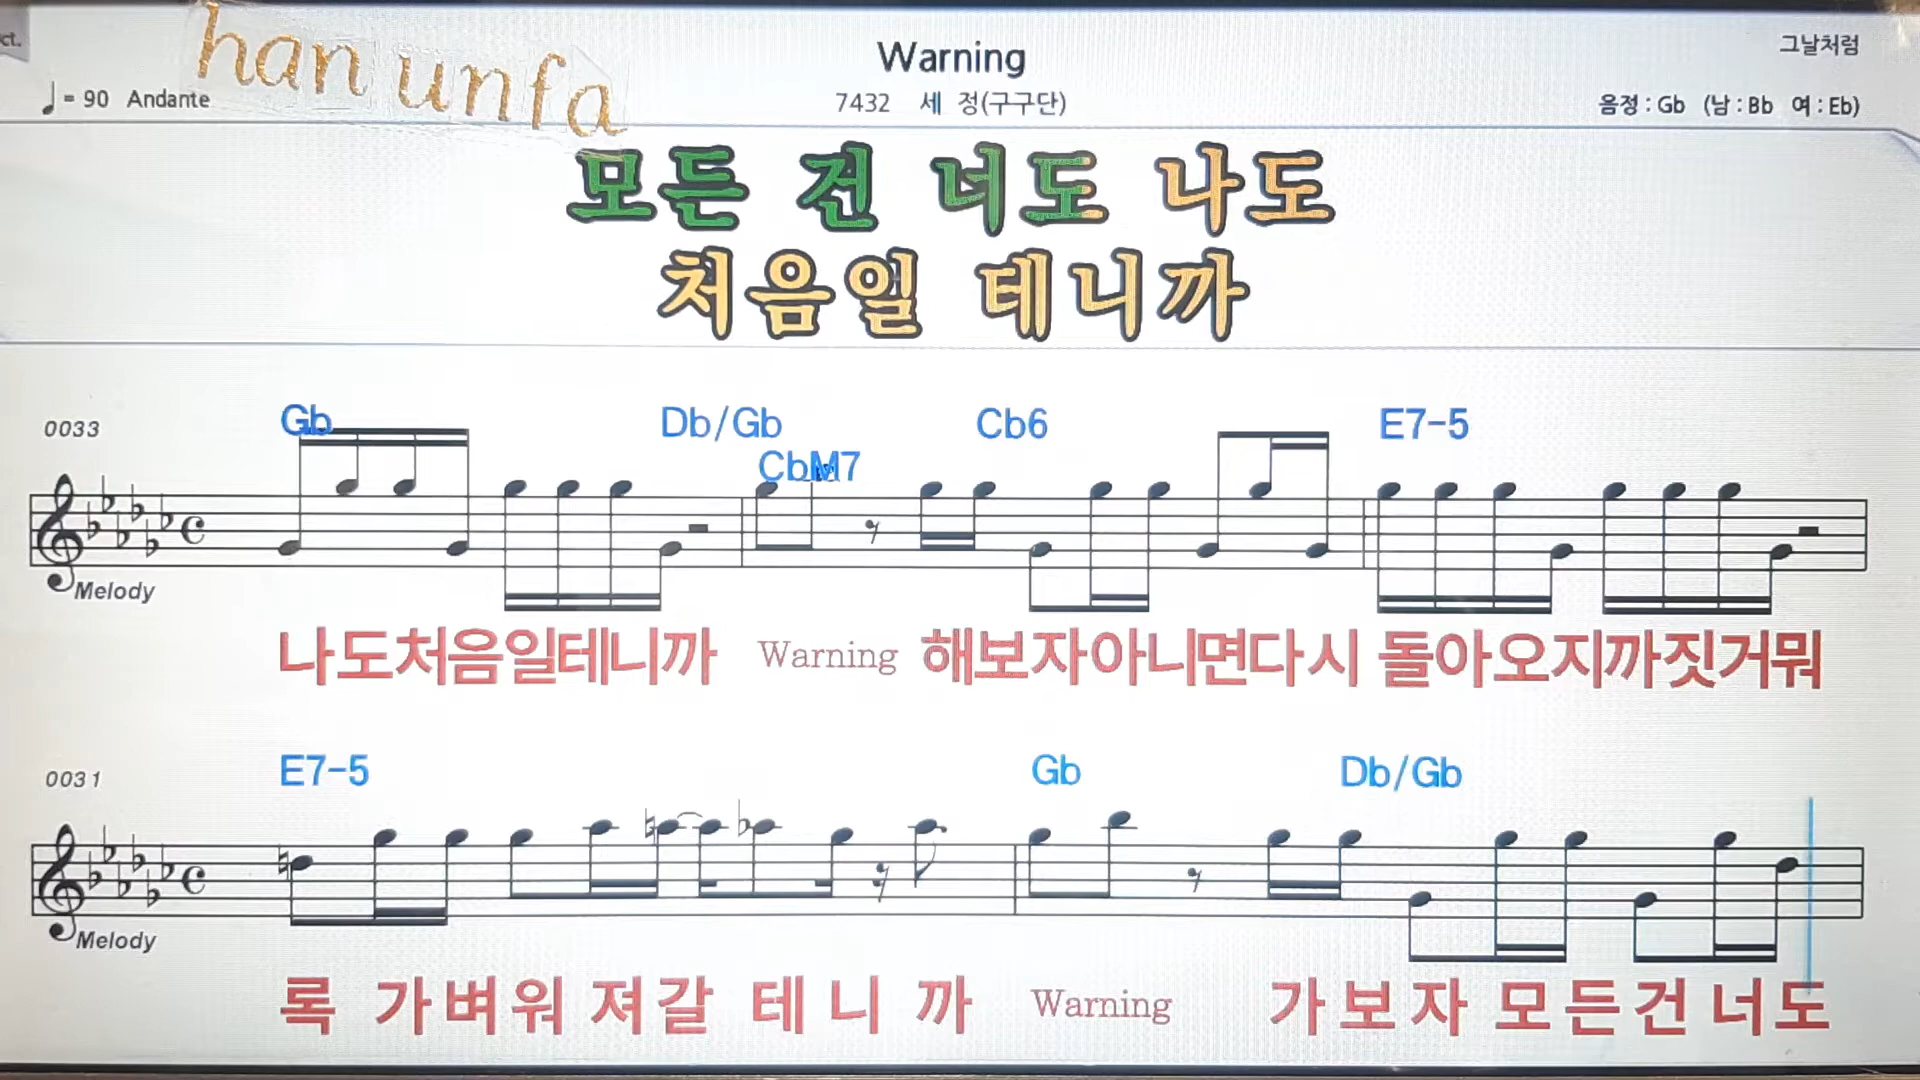 ct.
han unfa
Warning
그날처럼
♩= 90 Andante
7432 세 정(구구단)
음정 : Gb (남 : Bb 여 : Eb)
모든 건 너도 나도
처음일 테니까
0033
Gb Db/Gb CbM7 Cb6 E7-5
Melody
나도처음일테니까 Warning 해보자아니면다시 돌아오지까짓거뭐
0031
E7-5 Gb Db/Gb
Melody
록 가벼워 져갈 테니 까 Warning 가보자 모든건너도